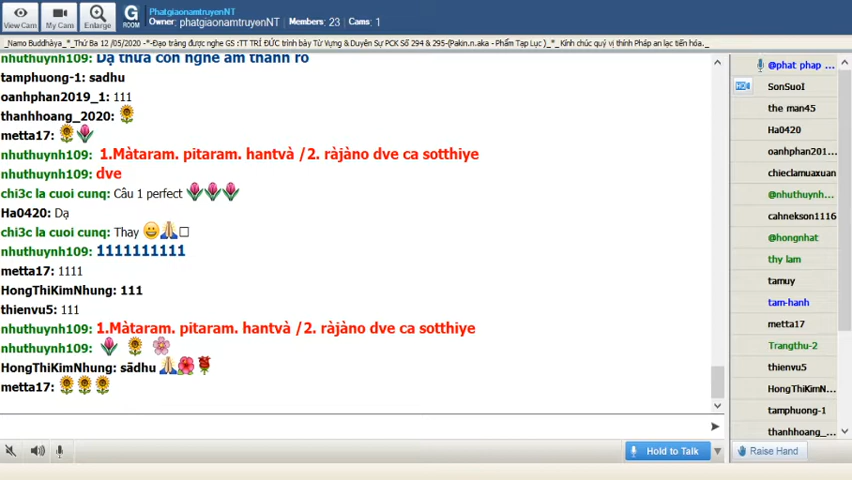 PhatgiaonamtruyenNT
Owner: phatgiaonamtruyenNT Members: 23 Cams: 1
View Cam My Cam Enlarge G ROOM
_Namo Buddhàya_*_Thứ Ba 12 /05/2020 -*-Đạo tràng được nghe GS :TT TRÍ ĐỨC trình bày Từ Vựng &Duyên Sự PCK Số 294 & 295-(Pakin.n.aka - Phẩm Tạp Lục )_*_ Kính chúc quý vị thính Pháp an lạc tiến hóa._
nhuthuynh109: Dạ thưa con nghe âm thanh rõ
tamphuong-1: sadhu
oanhphan2019_1: 111
thanhhoang_2020:
metta17:
nhuthuynh109: 1.Màtaram. pitaram. hantvà /2. ràjàno dve ca sotthiye
nhuthuynh109: dve
chi3c la cuoi cunq: Câu 1 perfect
Ha0420: Dạ
chi3c la cuoi cunq: Thay
nhuthuynh109: 1111111111
metta17: 1111
HongThiKimNhung: 111
thienvu5: 111
nhuthuynh109: 1.Màtaram. pitaram. hantvà /2. ràjàno dve ca sotthiye
nhuthuynh109:
HongThiKimNhung: sādhu
metta17:
@phat phap ...
SonSuoI
the man45
Ha0420
oanhphan201...
chieclamuaxuan
@nhuthuynh...
cahnekson1116
@hongnhat
thy lam
tamuy
tam-hanh
metta17
Trangthu-2
thienvu5
HongThiKimN...
tamphuong-1
thanhhoang_...
Hold to Talk
Raise Hand